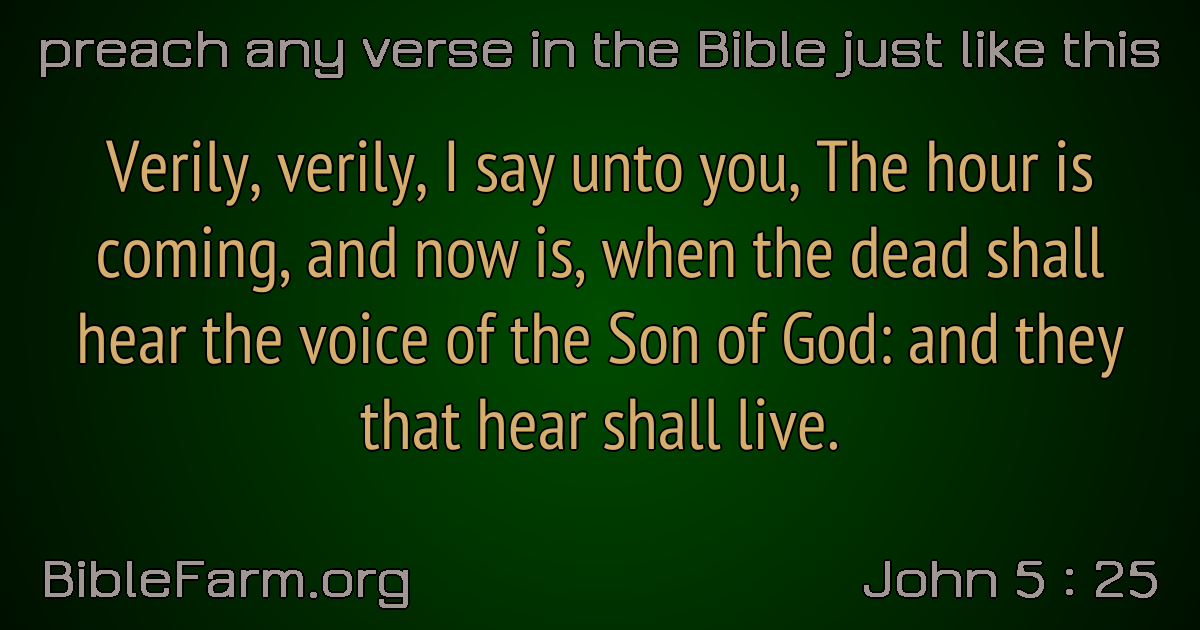 preach any verse in the Bible just like this
Verily, verily, I say unto you, The hour is
coming, and now is, when the dead shall
hear the voice of the Son of God: and they
that hear shall live.
BibleFarm.org
John 5 : 25